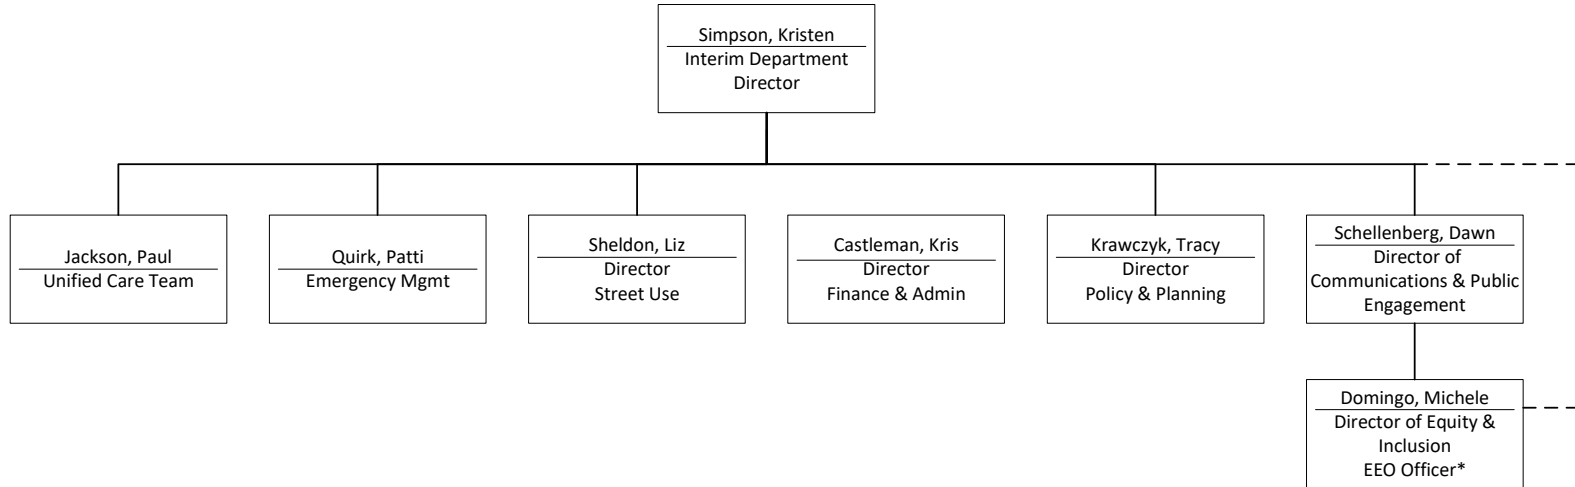 Simpson, Kristen
Interim Department
Director
Jackson, Paul
Unified Care Team
Quirk, Patti
Emergency Mgmt
Sheldon, Liz
Director
Street Use
Castleman, Kris
Director
Finance & Admin
Krawczyk, Tracy
Director
Policy & Planning
Schellenberg, Dawn
Director of
Communications & Public
Engagement
Domingo, Michele
Director of Equity &
Inclusion
EEO Officer*